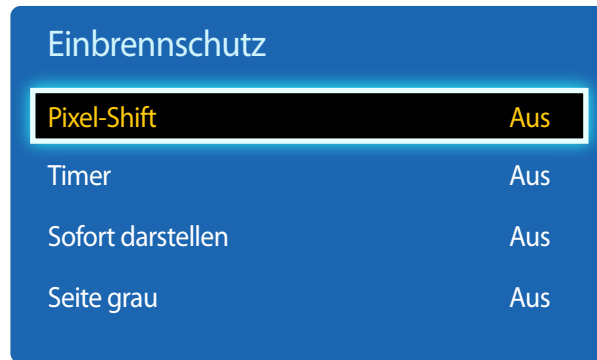 Einbrennschutz
Pixel-Shift Aus
Timer Aus
Sofort darstellen Aus
Seite grau Aus